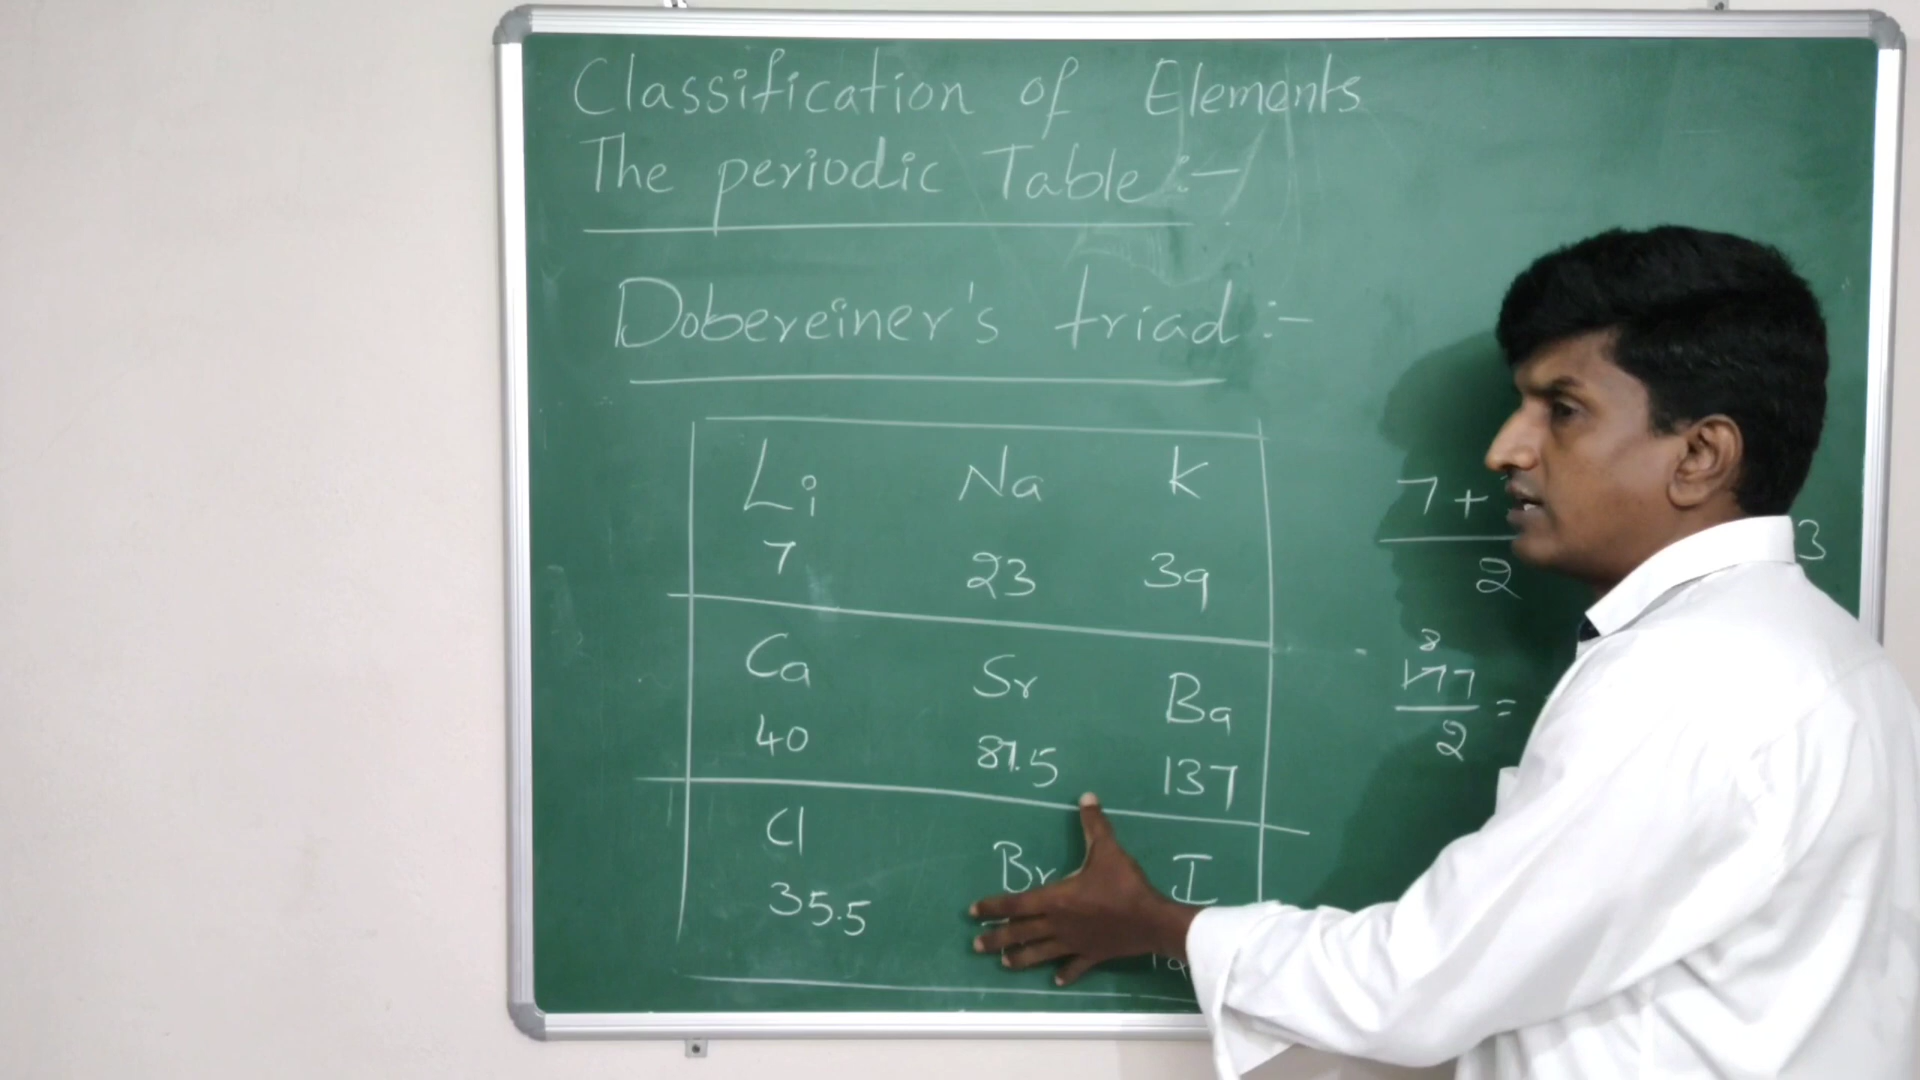 Classification of Elements
The periodic Table :-
Dobereiner's triad :-
Li Na K
7 23 39
Ca Sr Ba
40 87.5 137
Cl Br I
35.5
7 +
2
3
8
177
2 =